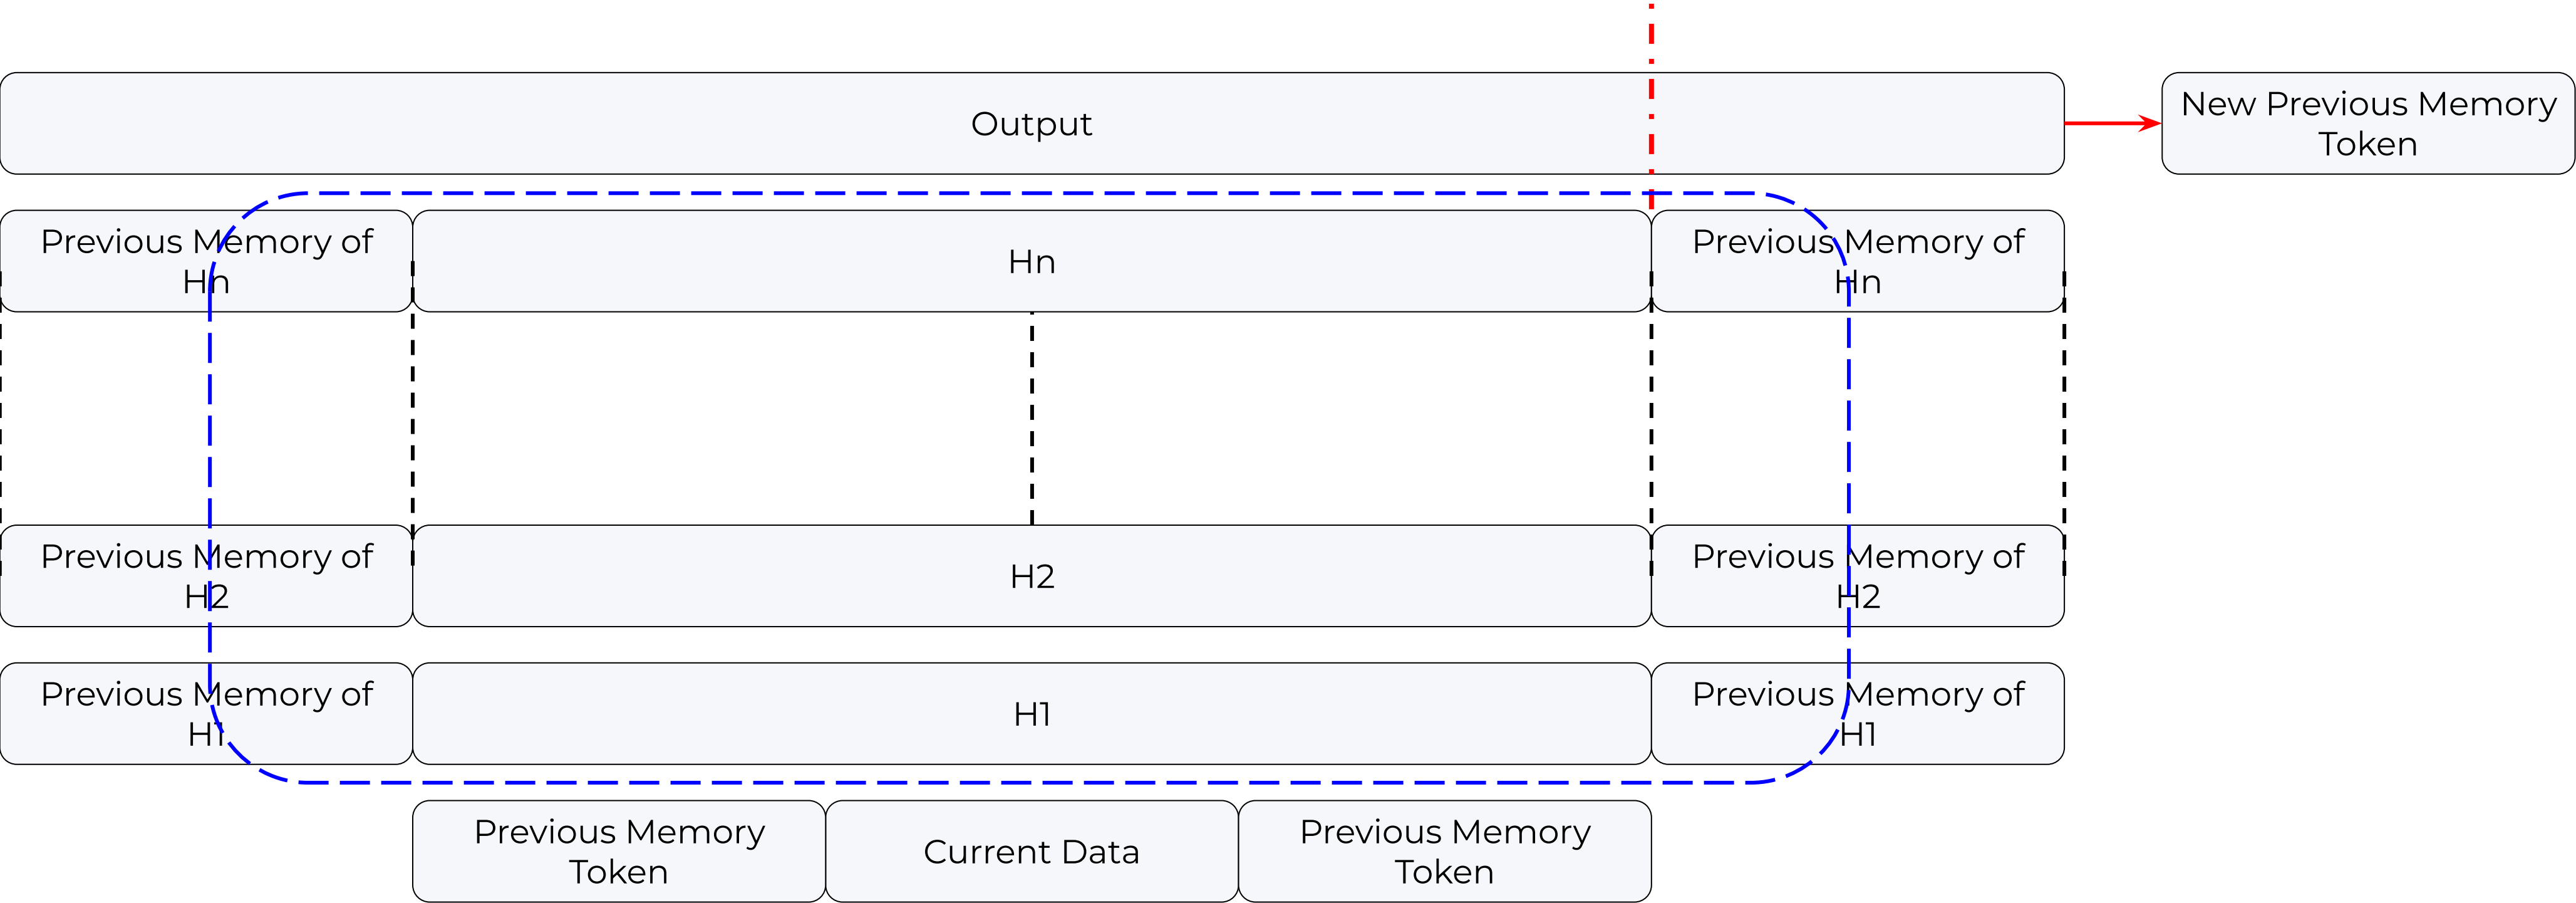 Output
New Previous Memory
Token
Previous Memory of
Hn
Hn
Previous Memory of
Hn
Previous Memory of
H2
H2
Previous Memory of
H2
Previous Memory of
H1
H1
Previous Memory of
H1
Previous Memory
Token
Current Data
Previous Memory
Token